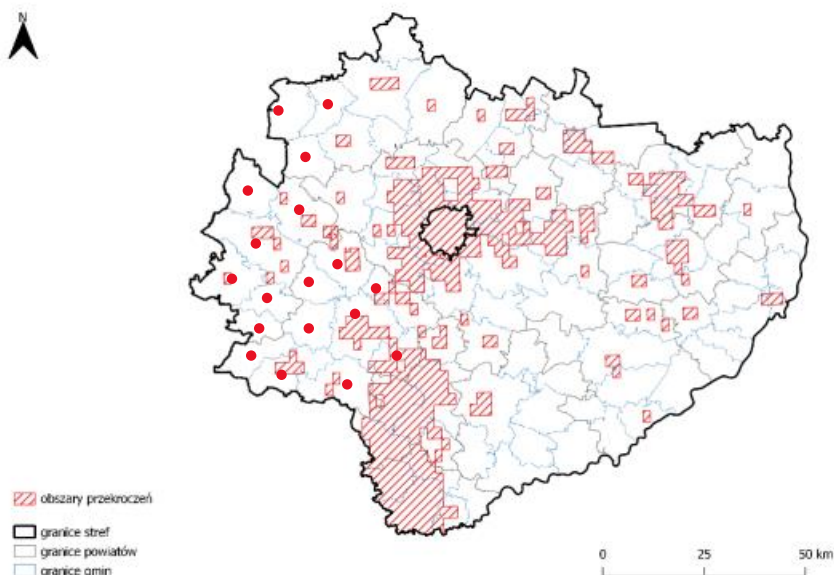 N
obszary przekroczeń
granice stref
granice powiatów
granice gmin
0 25 50 km